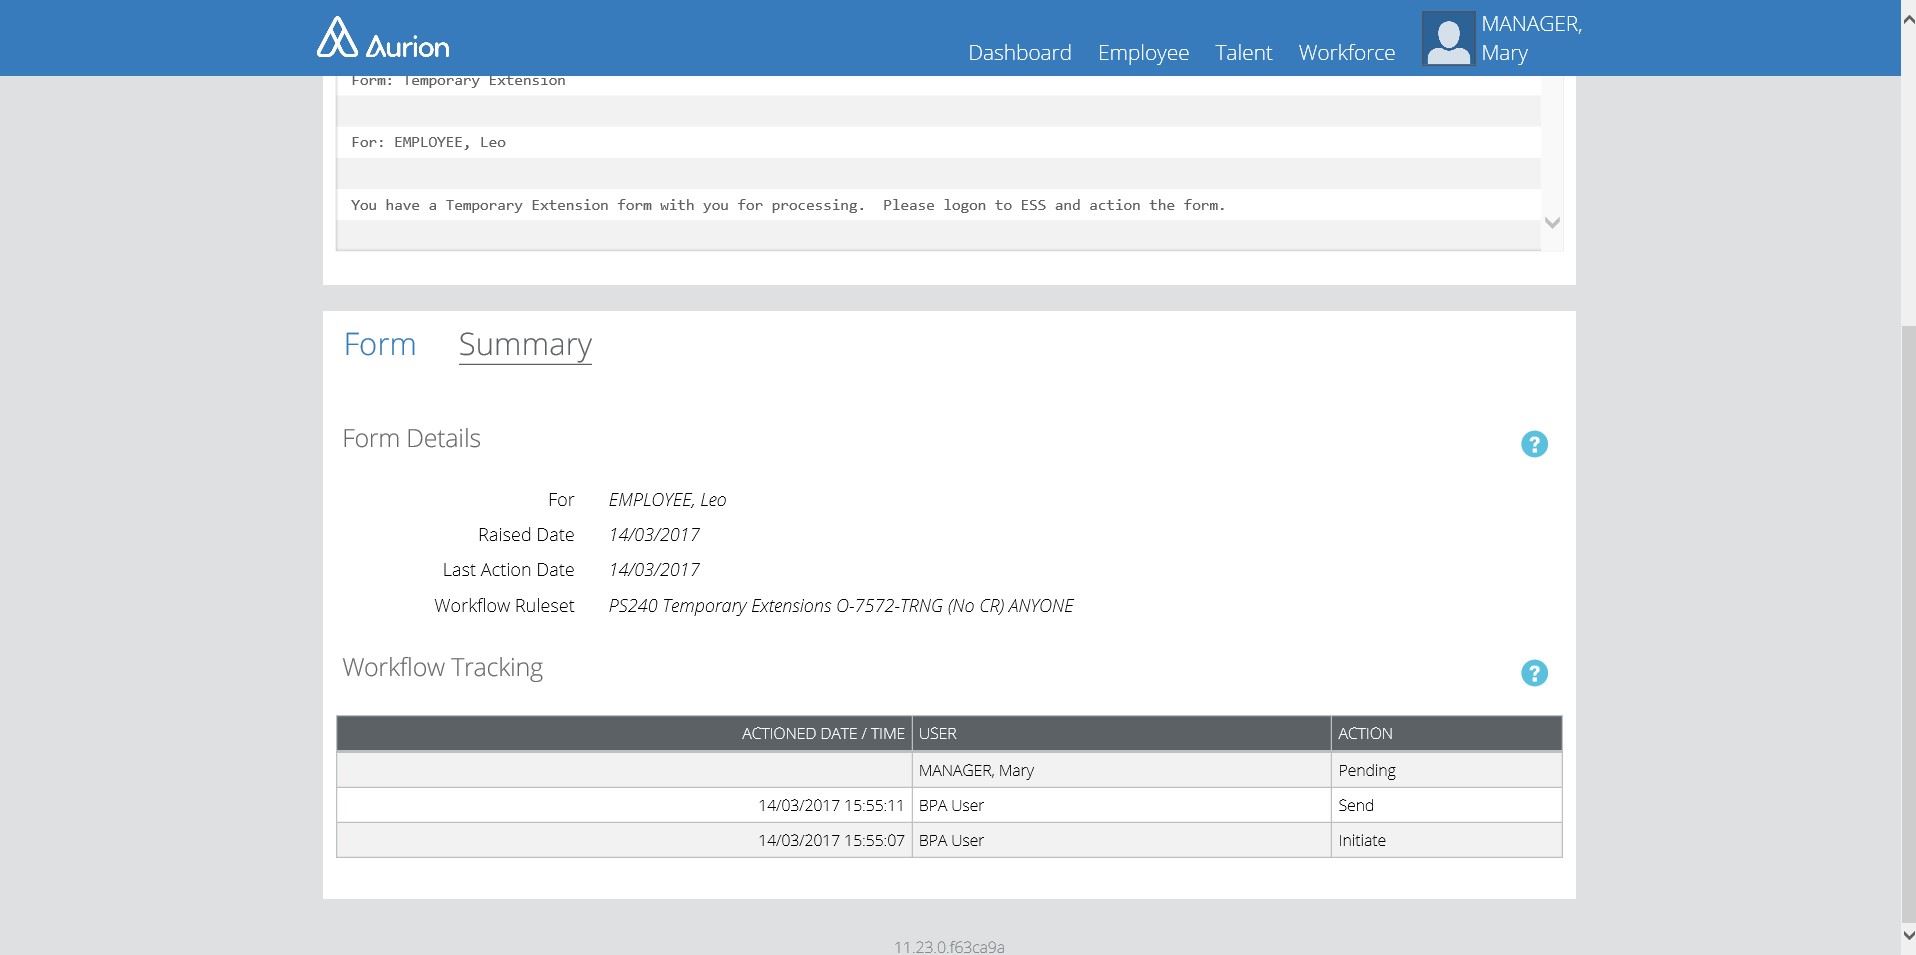 Aurion
Dashboard Employee Talent Workforce
MANAGER,
Mary
Form: Temporary Extension
For: EMPLOYEE, Leo
You have a Temporary Extension form with you for processing.  Please logon to ESS and action the form.
Form Summary
Form Details
?
For EMPLOYEE, Leo
Raised Date 14/03/2017
Last Action Date 14/03/2017
Workflow Ruleset PS240 Temporary Extensions O-7572-TRNG (No CR) ANYONE
Workflow Tracking
?
ACTIONED DATE / TIME USER ACTION
MANAGER, Mary Pending
14/03/2017 15:55:11 BPA User Send
14/03/2017 15:55:07 BPA User Initiate
11.23.0.f63ca9a